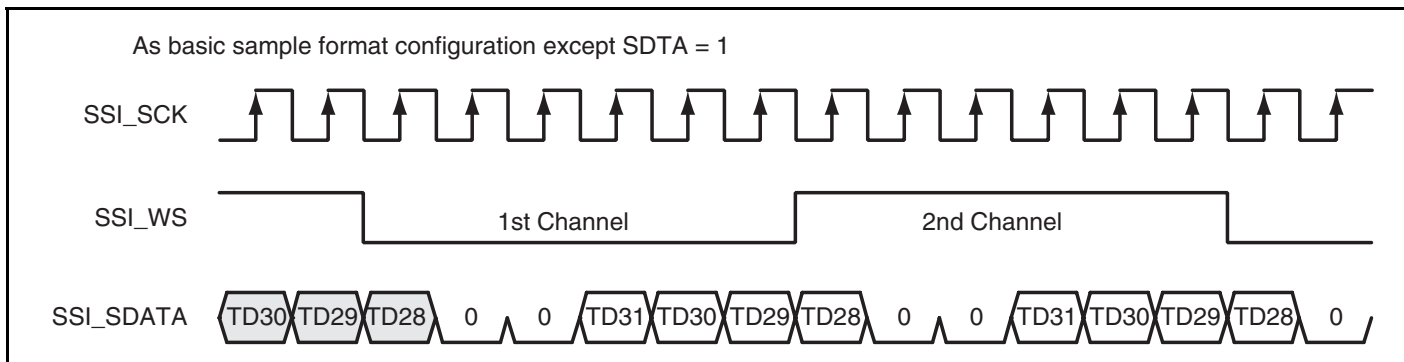 As basic sample format configuration except SDTA = 1
SSI_SCK
SSI_WS 1st Channel 2nd Channel
SSI_SDATA TD30 TD29 TD28 0 0 TD31 TD30 TD29 TD28 0 0 TD31 TD30 TD29 TD28 0